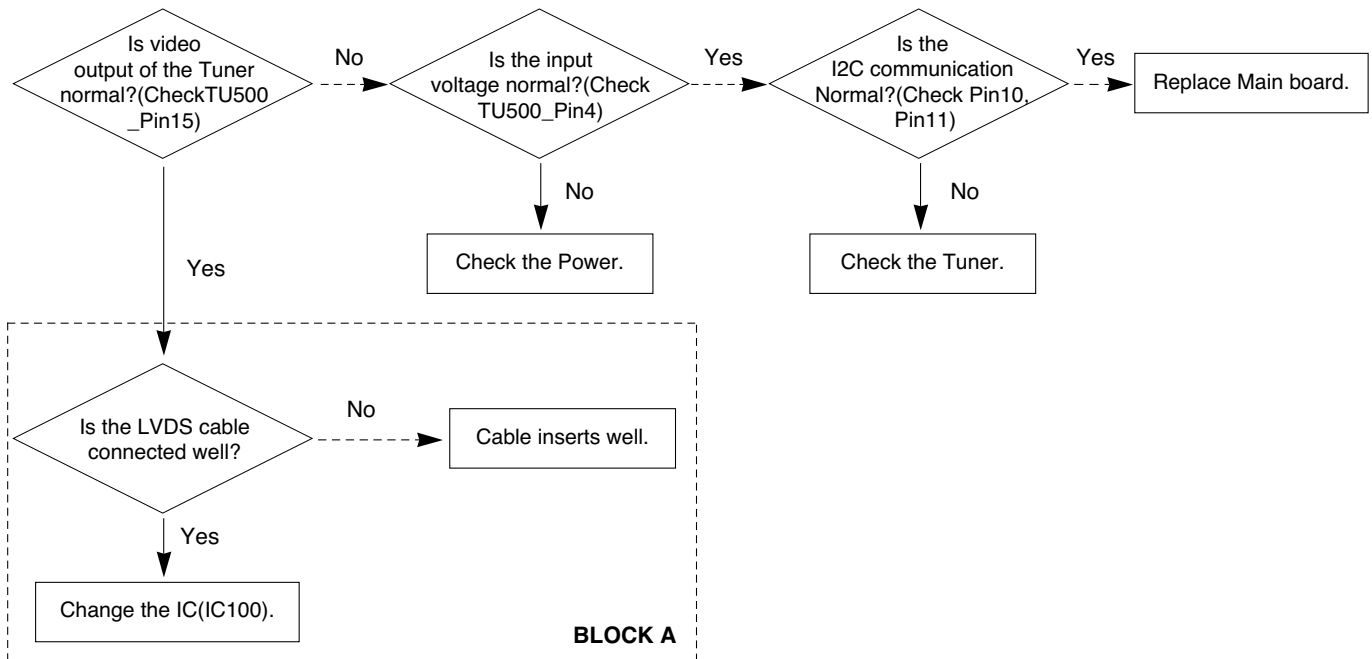 Is video
output of the Tuner
normal?(CheckTU500
_Pin15)
No
Is the input
voltage normal?(Check
TU500_Pin4)
Yes
Is the
I2C communication
Normal?(Check Pin10,
Pin11)
Yes
Replace Main board.
No
Check the Power.
No
Check the Tuner.
Yes
Is the LVDS cable
connected well?
No
Cable inserts well.
Yes
Change the IC(IC100).
BLOCK A